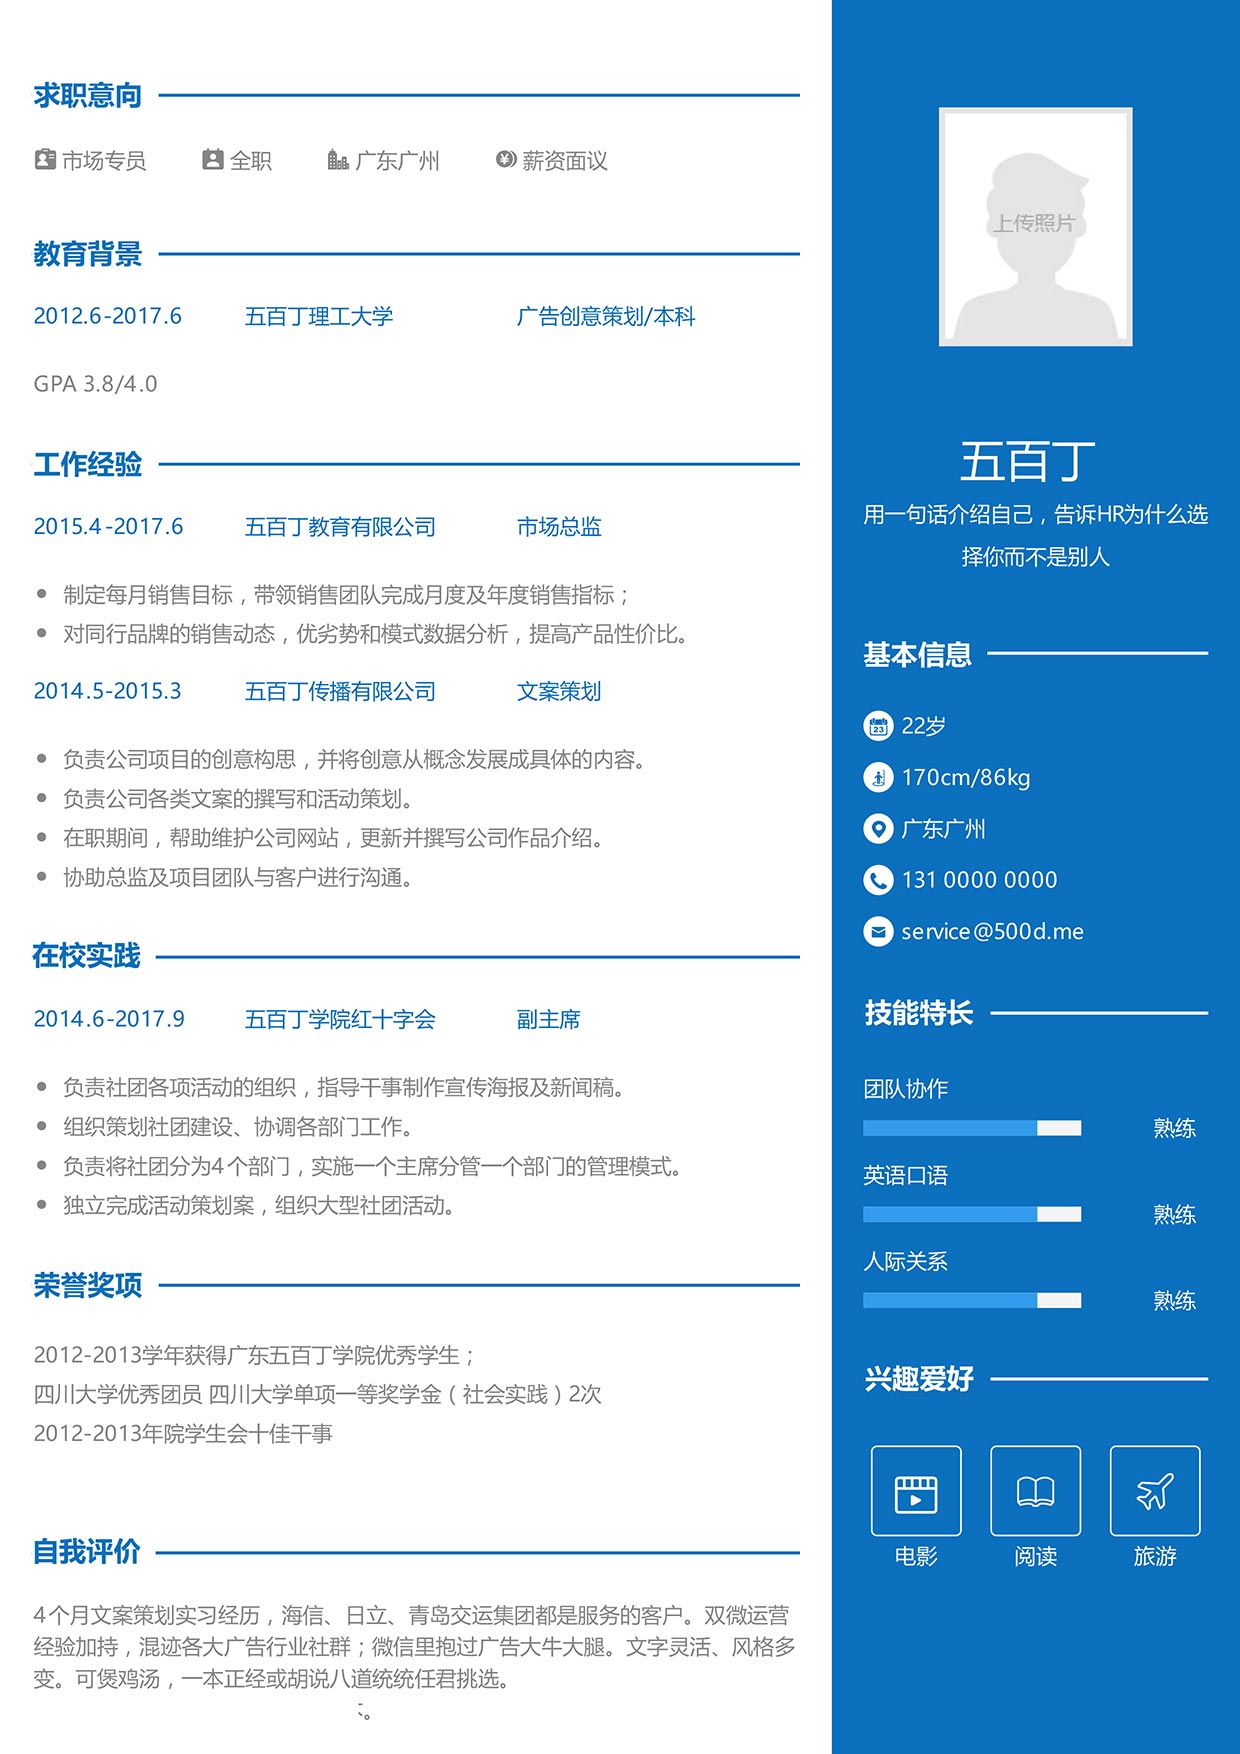 求职意向
市场专员 全职 广东广州 薪资面议
教育背景
2012.6-2017.6 五百丁理工大学 广告创意策划/本科
GPA 3.8/4.0
工作经验
2015.4-2017.6 五百丁教育有限公司 市场总监
制定每月销售目标，带领销售团队完成月度及年度销售指标；
对同行品牌的销售动态，优劣势和模式数据分析，提高产品性价比。
2014.5-2015.3 五百丁传播有限公司 文案策划
负责公司项目的创意构思，并将创意从概念发展成具体的内容。
负责公司各类文案的撰写和活动策划。
在职期间，帮助维护公司网站，更新并撰写公司作品介绍。
协助总监及项目团队与客户进行沟通。
在校实践
2014.6-2017.9 五百丁学院红十字会 副主席
负责社团各项活动的组织，指导干事制作宣传海报及新闻稿。
组织策划社团建设、协调各部门工作。
负责将社团分为4个部门，实施一个主席分管一个部门的管理模式。
独立完成活动策划案，组织大型社团活动。
荣誉奖项
2012-2013学年获得广东五百丁学院优秀学生；
四川大学优秀团员 四川大学单项一等奖学金（社会实践）2次
2012-2013年院学生会十佳干事
自我评价
4个月文案策划实习经历，海信、日立、青岛交运集团都是服务的客户。双微运营
经验加持，混迹各大广告行业社群；微信里抱过广告大牛大腿。文字灵活、风格多
变。可煲鸡汤，一本正经或胡说八道统统任君挑选。
。
上传照片
五百丁
用一句话介绍自己，告诉HR为什么选
择你而不是别人
基本信息
23 22岁
170cm/86kg
广东广州
131 0000 0000
service@500d.me
技能特长
团队协作
熟练
英语口语
熟练
人际关系
熟练
兴趣爱好
电影 阅读 旅游